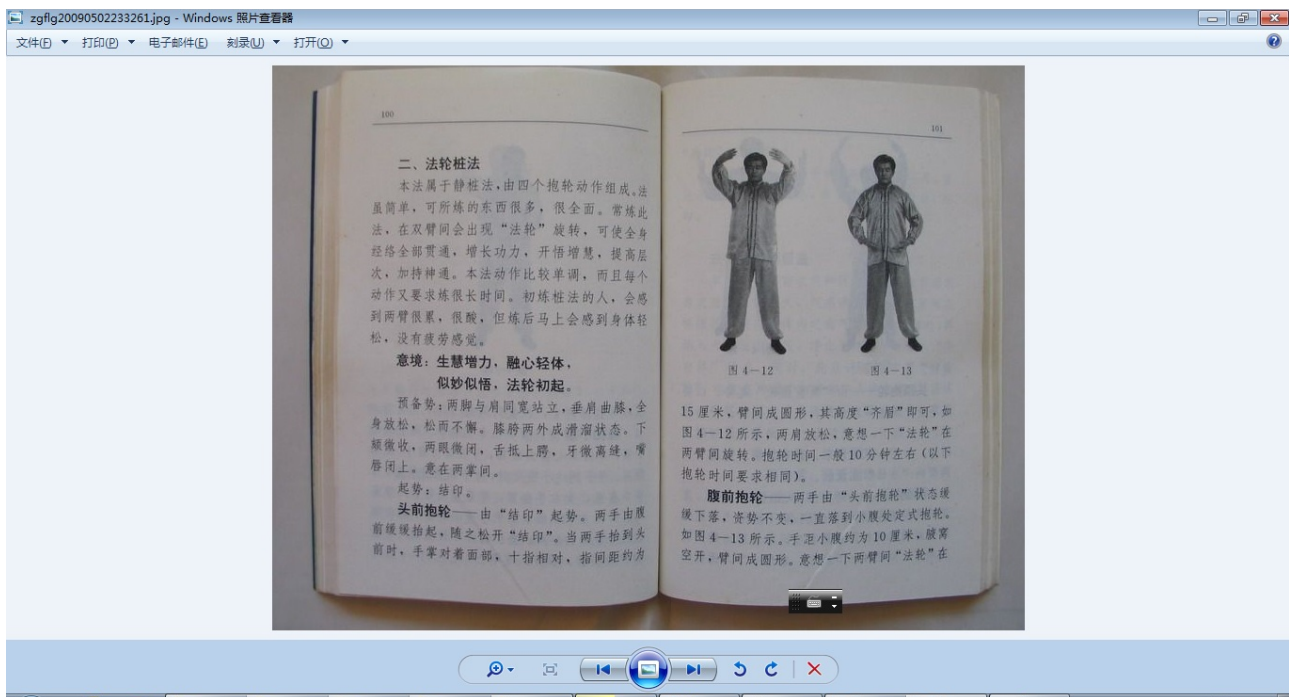 zgflg20090502233261.jpg - Windows 照片查看器
文件(F) 打印(P) 电子邮件(E) 刻录(U) 打开(O)
100
二、法轮桩法
本法属于静桩法,由四个抱轮动作组成。法
虽简单,可所炼的东西很多,很全面。常炼此
法,在双臂间会出现“法轮”旋转,可使全身
经络全部贯通,增长功力,开悟增慧,提高层
次,加持神通。本法动作比较单调,而且每个
动作又要求炼很长时间。初炼桩法的人,会感
到两臂很累,很酸,但炼后马上会感到身体轻
松,没有疲劳感觉。
意境:生慧增力,融心轻体,
似妙似悟,法轮初起。
预备势:两脚与肩同宽站立,垂肩曲膝,全
身放松,松而不懈。膝胯两外成滑溜状态。下
颏微收,两眼微闭,舌抵上腭,牙微离缝,嘴
唇闭上。意在两掌间。
起势:结印。
头前抱轮——由“结印”起势。两手由腹
前缓缓抬起,随之松开“结印”。当两手抬到头
前时,手掌对着面部,十指相对,指间距约为
101
图 4-12 图 4-13
15 厘米,臂间成圆形,其高度“齐眉”即可,如
图 4-12 所示,两肩放松,意想一下“法轮”在
两臂间旋转。抱轮时间一般 10 分钟左右(以下
抱轮时间要求相同)。
腹前抱轮——两手由“头前抱轮”状态缓
缓下落,姿势不变,一直落到小腹处定式抱轮。
如图 4-13 所示。手距小腹约为 10 厘米,腋窝
空开,臂间成圆形。意想一下两臂间“法轮”在